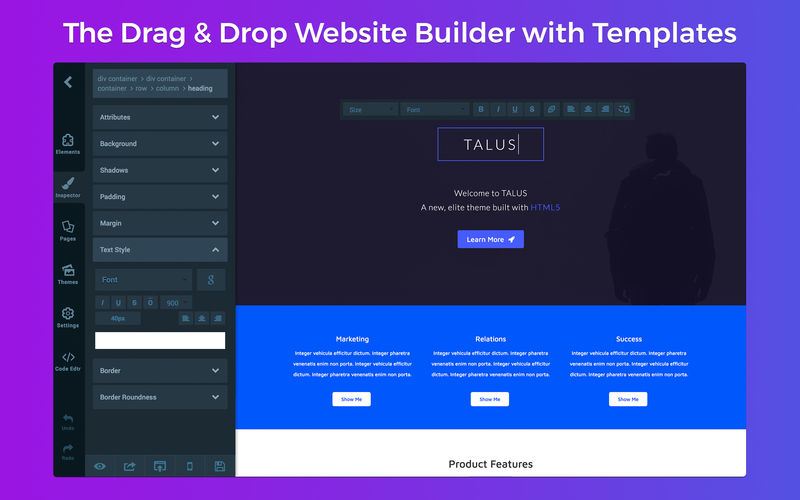 The Drag & Drop Website Builder with Templates
div container > div container >
container > row > column > heading
Attributes
Background
Shadows
Padding
Margin
Text Style
Font
g
I U S O
900
40px
Border
Border Roundness
Elements
Inspector
Pages
Themes
Settings
Code Edtr
Undo
Redo
Size
Font
B I U S
TALUS
Welcome to TALUS
A new, elite theme built with HTML5
Learn More
Marketing
Integer vehicula efficitur dictum. Integer pharetra
venenatis enim non porta. Integer vehicula efficitur
dictum. Integer pharetra venenatis enim non porta.
Show Me
Relations
Integer vehicula efficitur dictum. Integer pharetra
venenatis enim non porta. Integer vehicula efficitur
dictum. Integer pharetra venenatis enim non porta.
Show Me
Success
Integer vehicula efficitur dictum. Integer pharetra
venenatis enim non porta. Integer vehicula efficitur
dictum. Integer pharetra venenatis enim non porta.
Show Me
Product Features